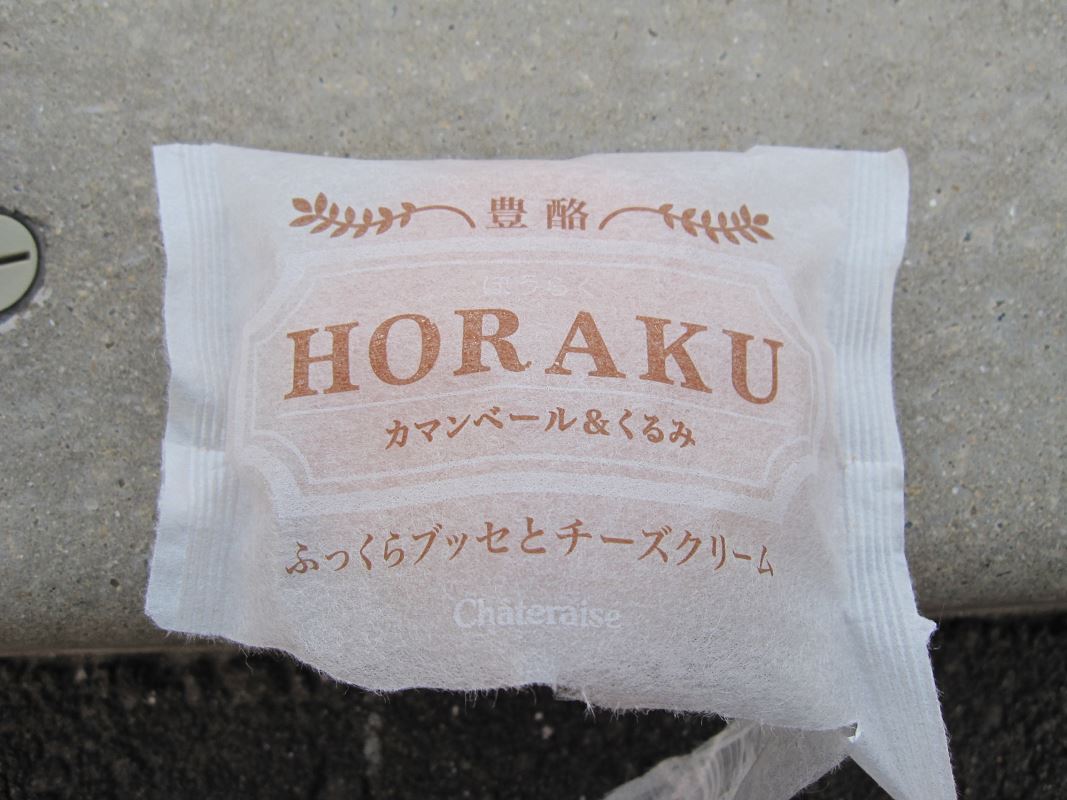 豊酪
ほうらく
HORAKU
カマンベール&くるみ
ふっくらブッセとチーズクリーム
Châteraisé